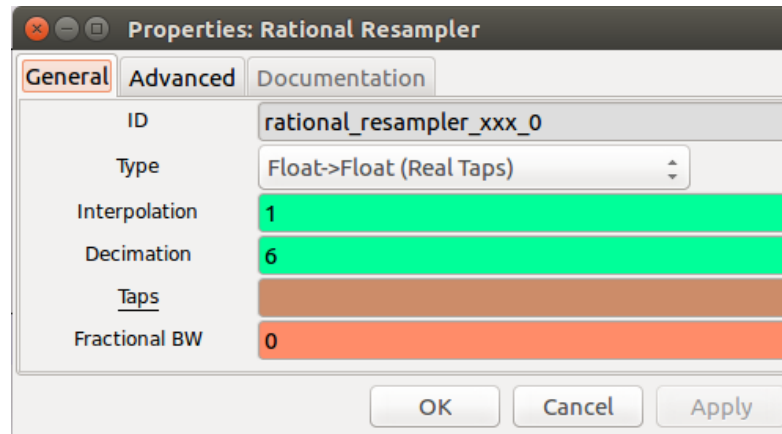 Properties: Rational Resampler
General Advanced Documentation
ID rational_resampler_xxx_0
Type Float->Float (Real Taps)
Interpolation 1
Decimation 6
Taps
Fractional BW 0
OK Cancel Apply